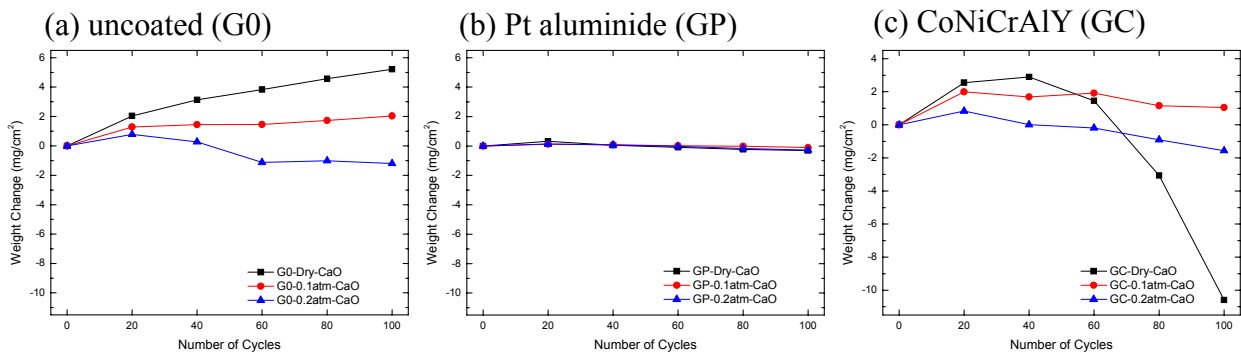 (a) uncoated (G0)
6
4
2
0
-2
-4
-6
-8
-10
Weight Change (mg/cm²)
G0-Dry-CaO
G0-0.1atm-CaO
G0-0.2atm-CaO
0 20 40 60 80 100
Number of Cycles
(b) Pt aluminide (GP)
6
4
2
0
-2
-4
-6
-8
-10
Weight Change (mg/cm²)
GP-Dry-CaO
GP-0.1atm-CaO
GP-0.2atm-CaO
0 20 40 60 80 100
Number of Cycles
(c) CoNiCrAlY (GC)
4
2
0
-2
-4
-6
-8
-10
Weight Change (mg/cm²)
GC-Dry-CaO
GC-0.1atm-CaO
GC-0.2atm-CaO
0 20 40 60 80 100
Number of Cycles